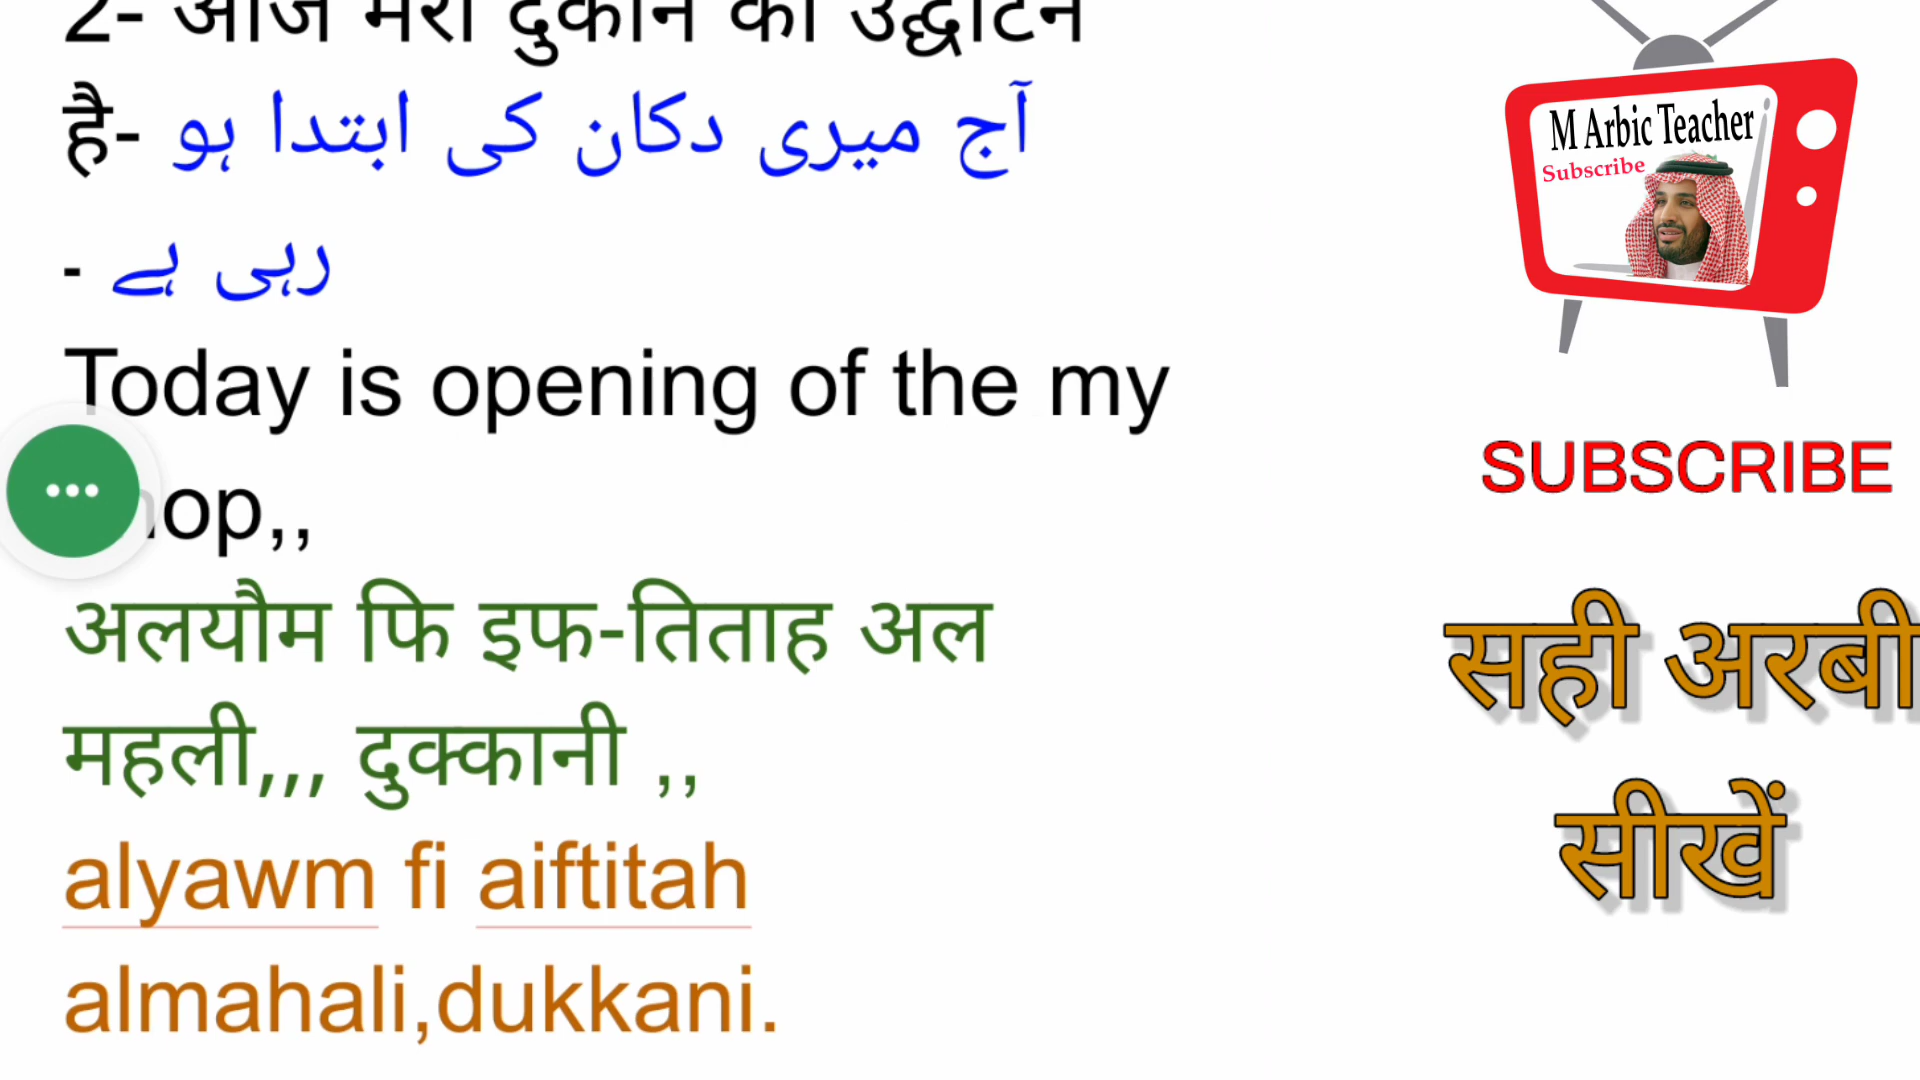 2- आज मेरी दुकान का उद्घाटन
है- آج میری دکان کی ابتدا ہو
رہی ہے -
Today is opening of the my
hop,,
अलयौम फि इफ-तिताह अल
महली,,, दुक्कानी ,,
alyawm fi aiftitah
almahali,dukkani.
M Arbic Teacher
Subscribe
SUBSCRIBE
सही अरबी
सीखें